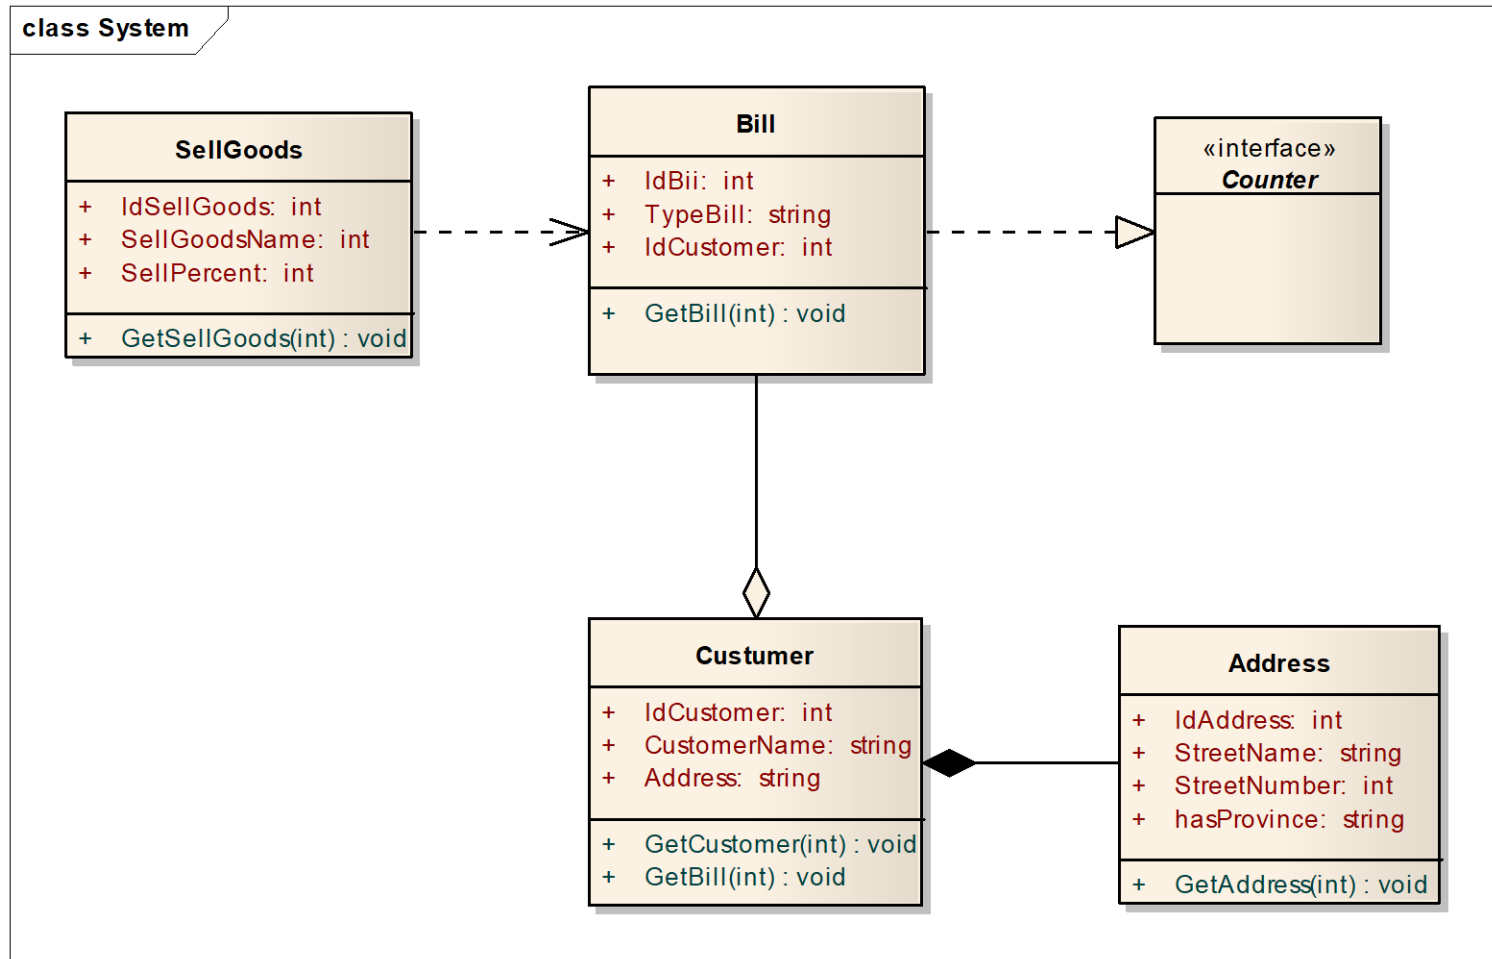 class System
SellGoods
+ IdSellGoods: int
+ SellGoodsName: int
+ SellPercent: int
+ GetSellGoods(int) : void
Bill
+ IdBii: int
+ TypeBill: string
+ IdCustomer: int
+ GetBill(int) : void
«interface»
Counter
Custumer
+ IdCustomer: int
+ CustomerName: string
+ Address: string
+ GetCustomer(int) : void
+ GetBill(int) : void
Address
+ IdAddress: int
+ StreetName: string
+ StreetNumber: int
+ hasProvince: string
+ GetAddress(int) : void